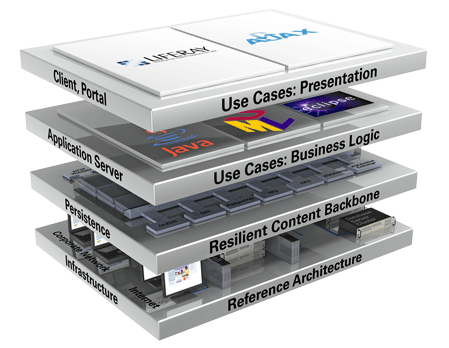 LIFERAY
AJAX
Client, Portal
Use Cases: Presentation
Java
eclipse
Application Server
Use Cases: Business Logic
Persistence
Resilient Content Backbone
Corporate Network
Internet
Infrastructure
Reference Architecture